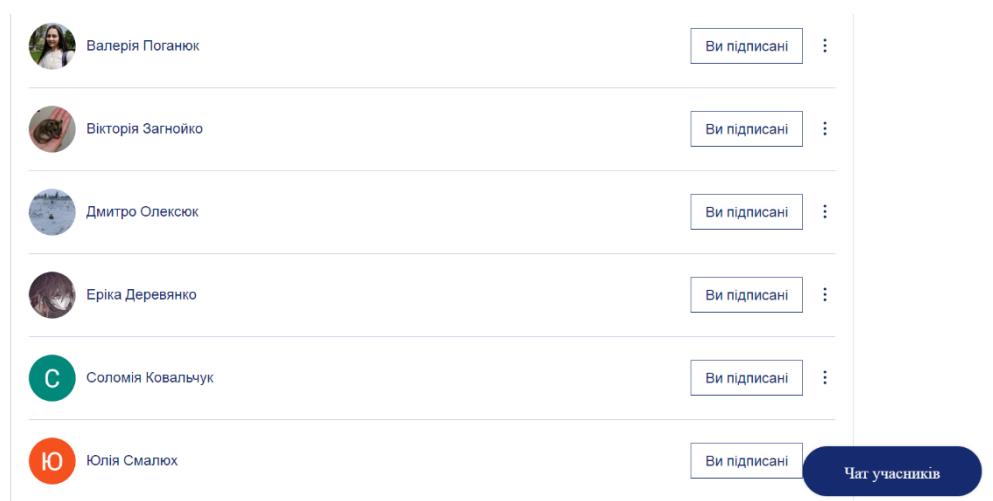 Валерія Поганюк Ви підписані
Вікторія Загнойко Ви підписані
Дмитро Олексюк Ви підписані
Еріка Деревянко Ви підписані
С Соломія Ковальчук Ви підписані
Ю Юлія Смалюх Ви підписані
Чат учасників